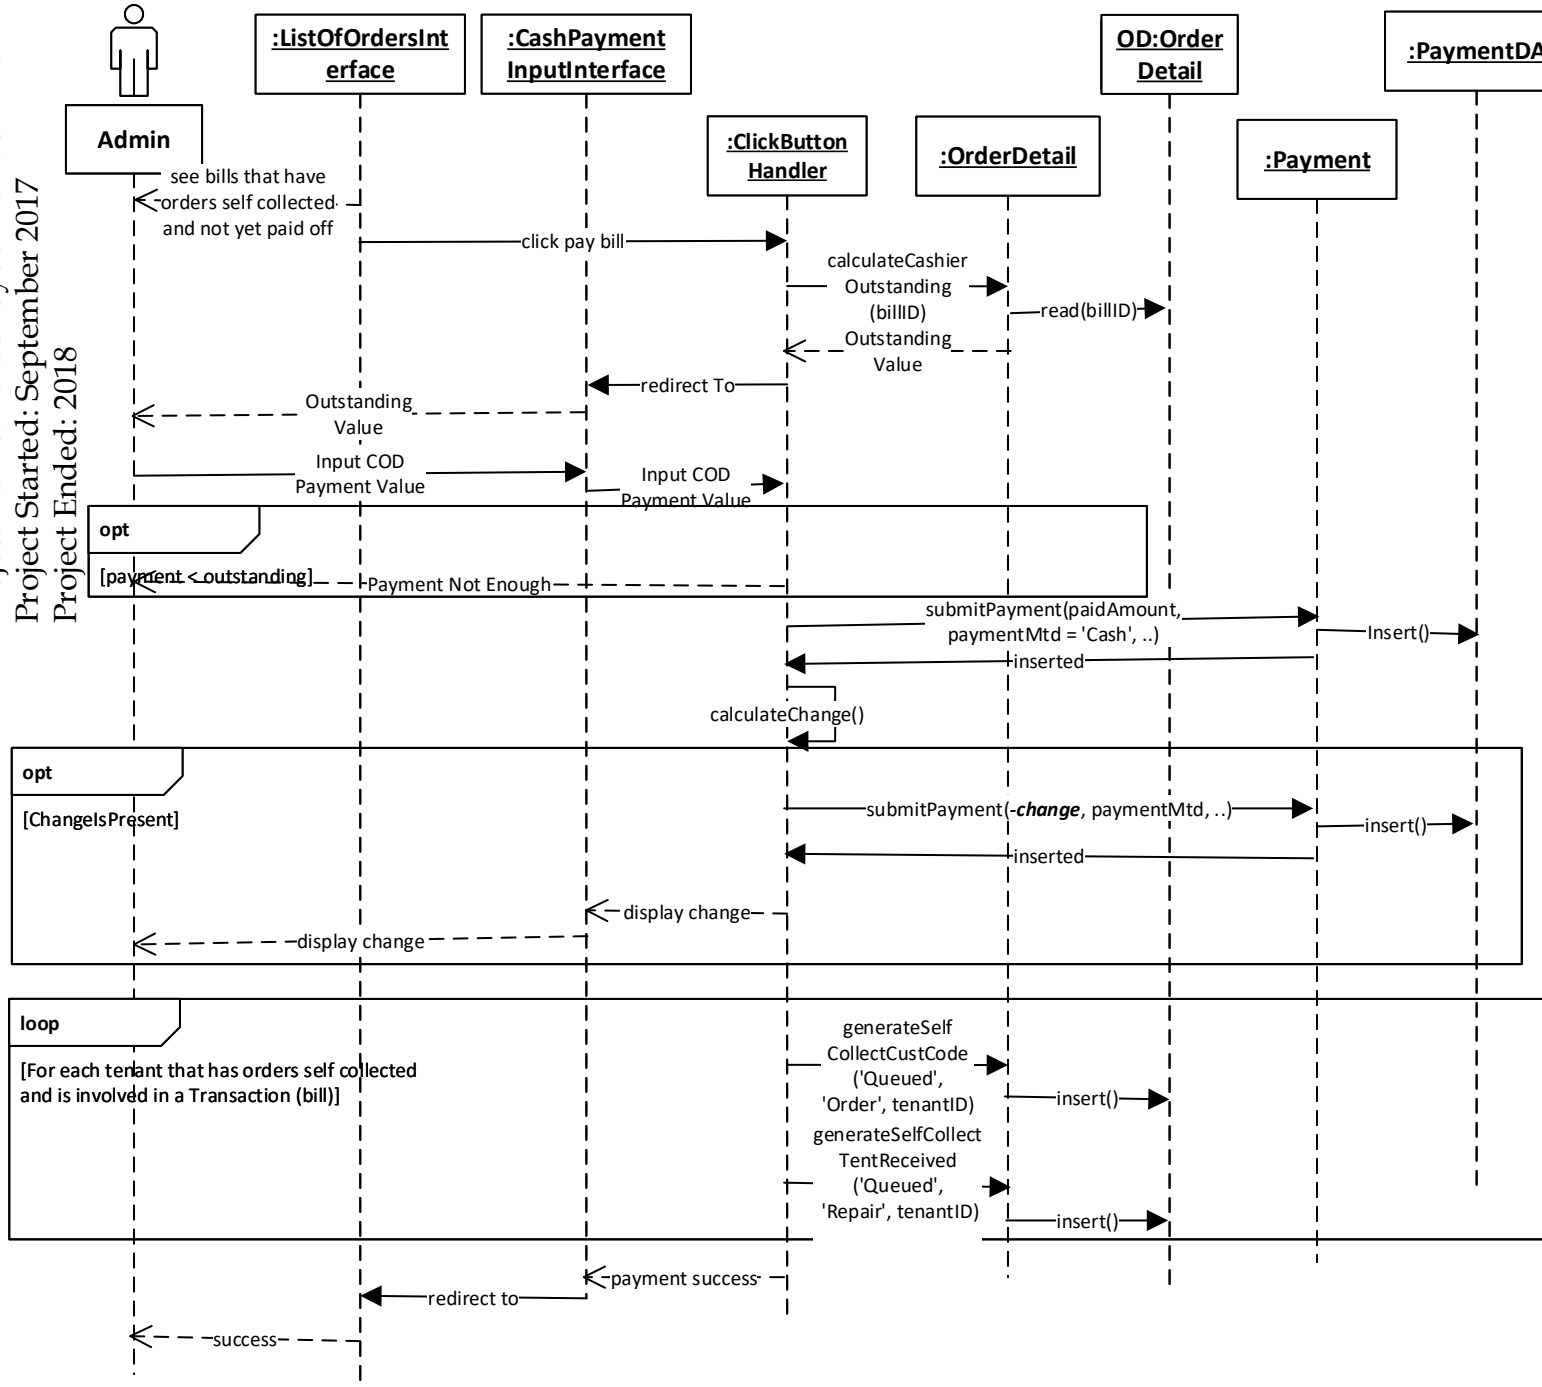 :ListOfOrdersInt
erface
:CashPayment
InputInterface
OD:Order
Detail
:PaymentDA
Admin
:ClickButton
Handler
:OrderDetail
:Payment
Project Started: September 2017
Project Ended: 2018
see bills that have
orders self collected
and not yet paid off
click pay bill
calculateCashier
Outstanding
(billID)
read(billID)
Outstanding
Value
redirect To
Outstanding
Value
Input COD
Payment Value
Input COD
Payment Value
opt
[payment < outstanding]
Payment Not Enough
submitPayment(paidAmount,
paymentMtd = 'Cash', ..)
Insert()
inserted
calculateChange()
opt
[ChangeIsPresent]
submitPayment(-change, paymentMtd, ..)
insert()
inserted
display change
display change
loop
[For each tenant that has orders self collected
and is involved in a Transaction (bill)]
generateSelf
CollectCustCode
('Queued',
'Order', tenantID)
insert()
generateSelfCollect
TentReceived
('Queued',
'Repair', tenantID)
insert()
payment success
redirect to
success